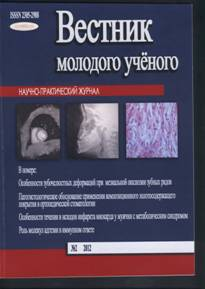 ISSN 2305-2988
Вестник
молодого учёного
НАУЧНО-ПРАКТИЧЕСКИЙ ЖУРНАЛ
В номере:
Особенности зубочелюстных деформаций при мезиальной окклюзии зубных рядов
Патогистологическое обоснование применения композиционного золотосодержащего
покрытия в ортопедической стоматологии
Особенности течения и исходов инфаркта миокарда у мужчин с метаболическим синдромом
Роль молекул адгезии в иммунном ответе
№2 2012